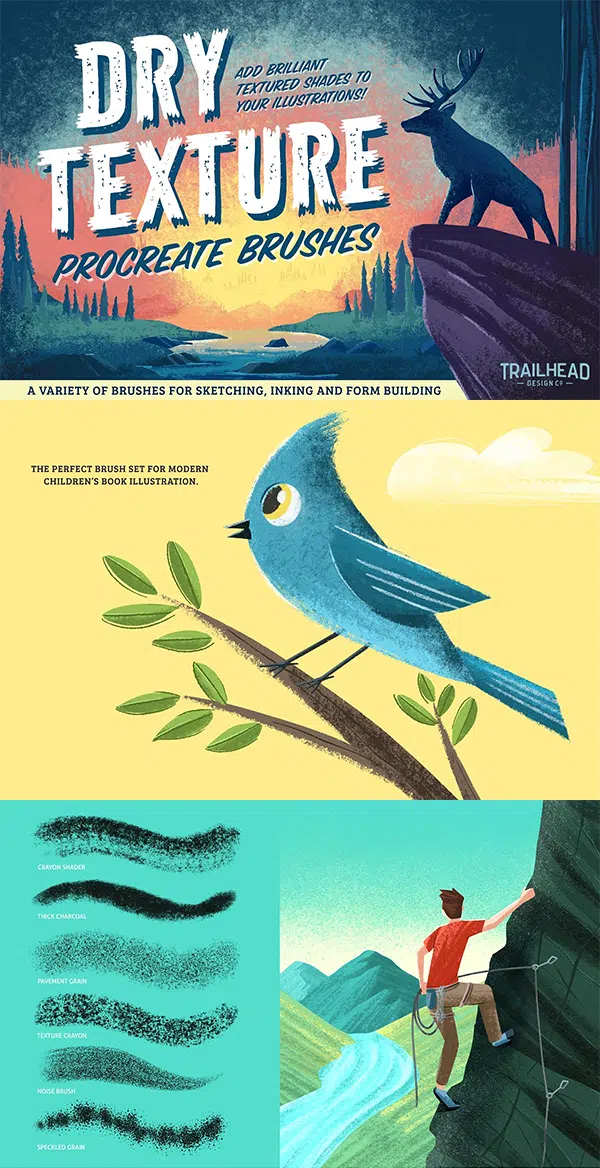 DRY
TEXTURE
ADD BRILLIANT
TEXTURED SHADES TO
YOUR ILLUSTRATIONS!
PROCREATE BRUSHES
TRAILHEAD
DESIGN CO
A VARIETY OF BRUSHES FOR SKETCHING, INKING AND FORM BUILDING
THE PERFECT BRUSH SET FOR MODERN
CHILDREN'S BOOK ILLUSTRATION.
CRAYON SHADER
THICK CHARCOAL
PAVEMENT GRAIN
TEXTURE CRAYON
NOISE BRUSH
SPECKLED GRAIN